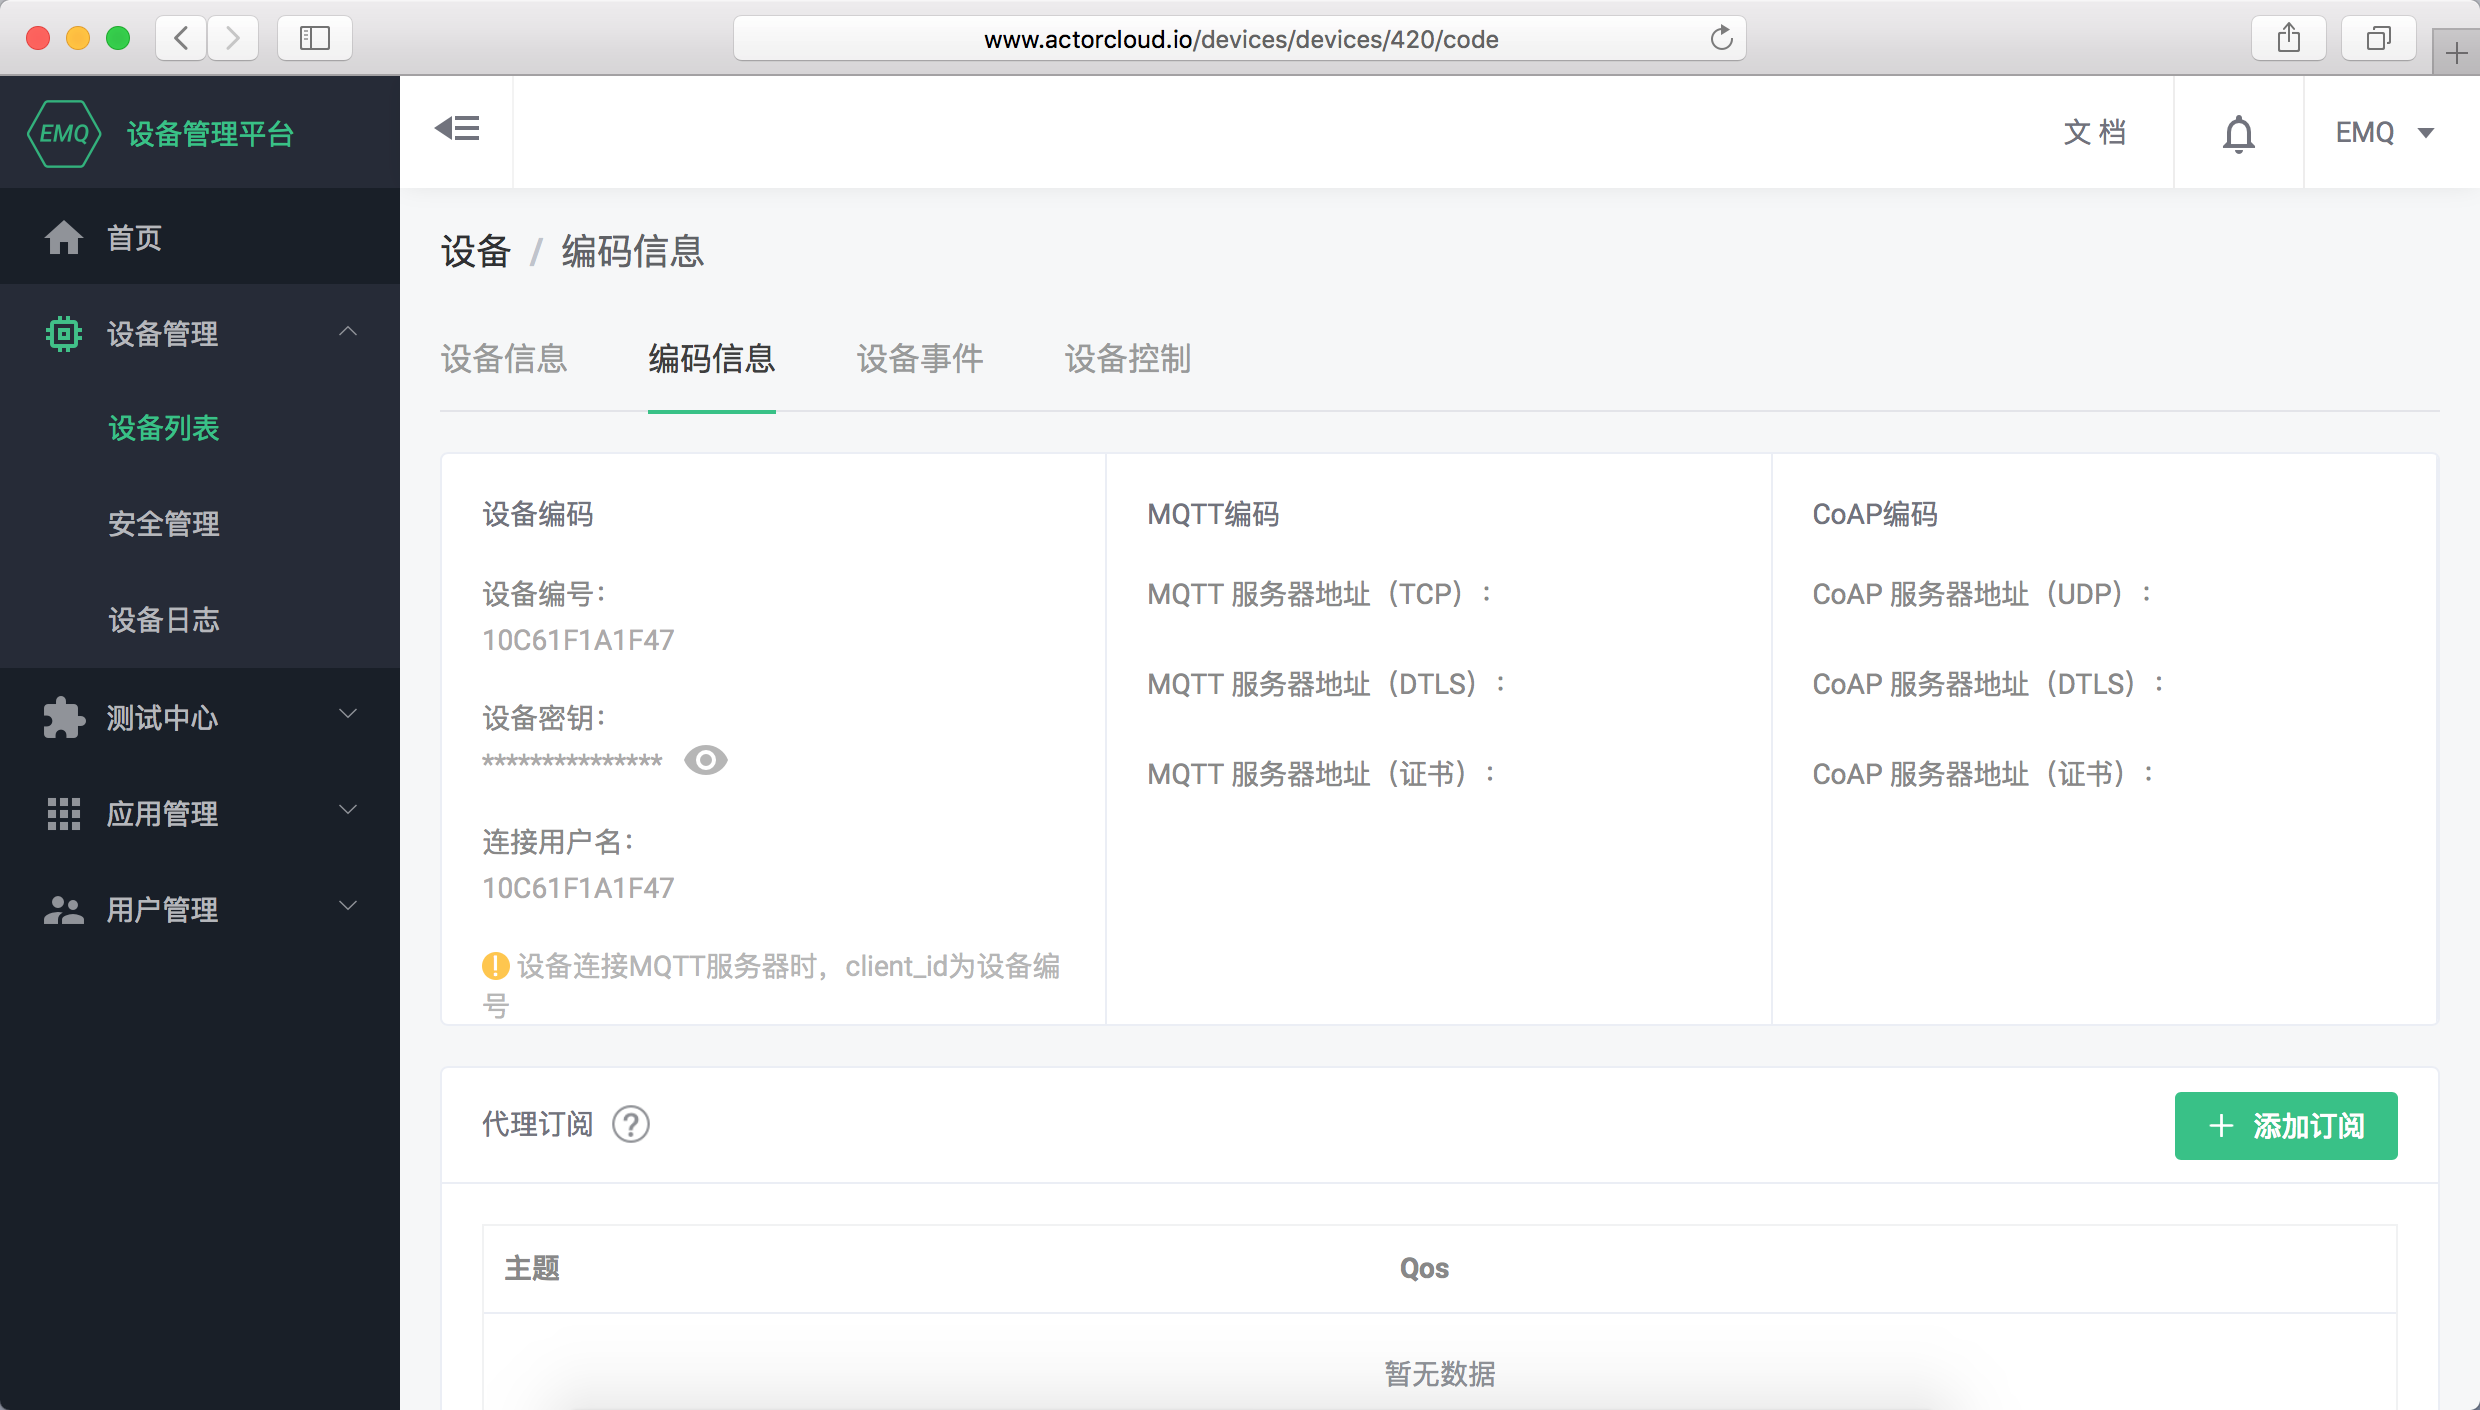 www.actorcloud.io/devices/devices/420/code
EMQ 设备管理平台
文 档
EMQ
首页
设备管理
设备列表
安全管理
设备日志
测试中心
应用管理
用户管理
设备 / 编码信息
设备信息 编码信息 设备事件 设备控制
设备编码
设备编号：
10C61F1A1F47
设备密钥：
***************
连接用户名：
10C61F1A1F47
设备连接MQTT服务器时，client_id为设备编
号
MQTT编码
MQTT 服务器地址（TCP）：
MQTT 服务器地址（DTLS）：
MQTT 服务器地址（证书）：
CoAP编码
CoAP 服务器地址（UDP）：
CoAP 服务器地址（DTLS）：
CoAP 服务器地址（证书）：
代理订阅 ?
+ 添加订阅
主题 Qos
暂无数据